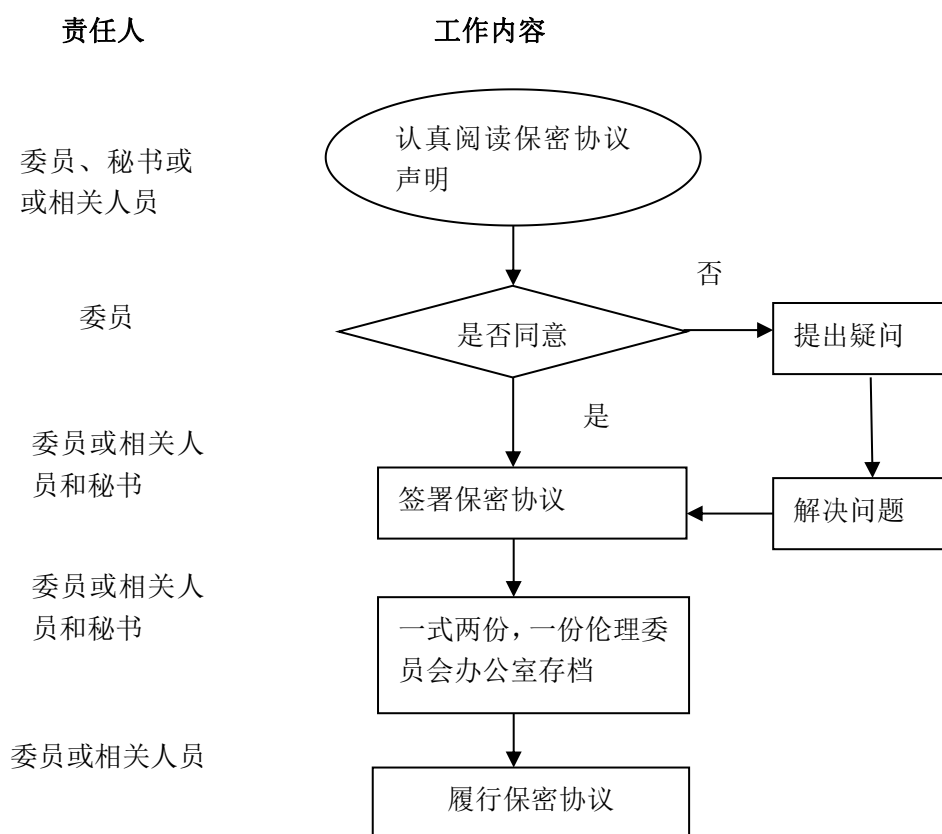 责任人
工作内容
委员、秘书或
或相关人员
认真阅读保密协议
声明
委员
是否同意
否
提出疑问
是
委员或相关人
员和秘书
签署保密协议
解决问题
委员或相关人
员和秘书
一式两份，一份伦理委
员会办公室存档
委员或相关人员
履行保密协议